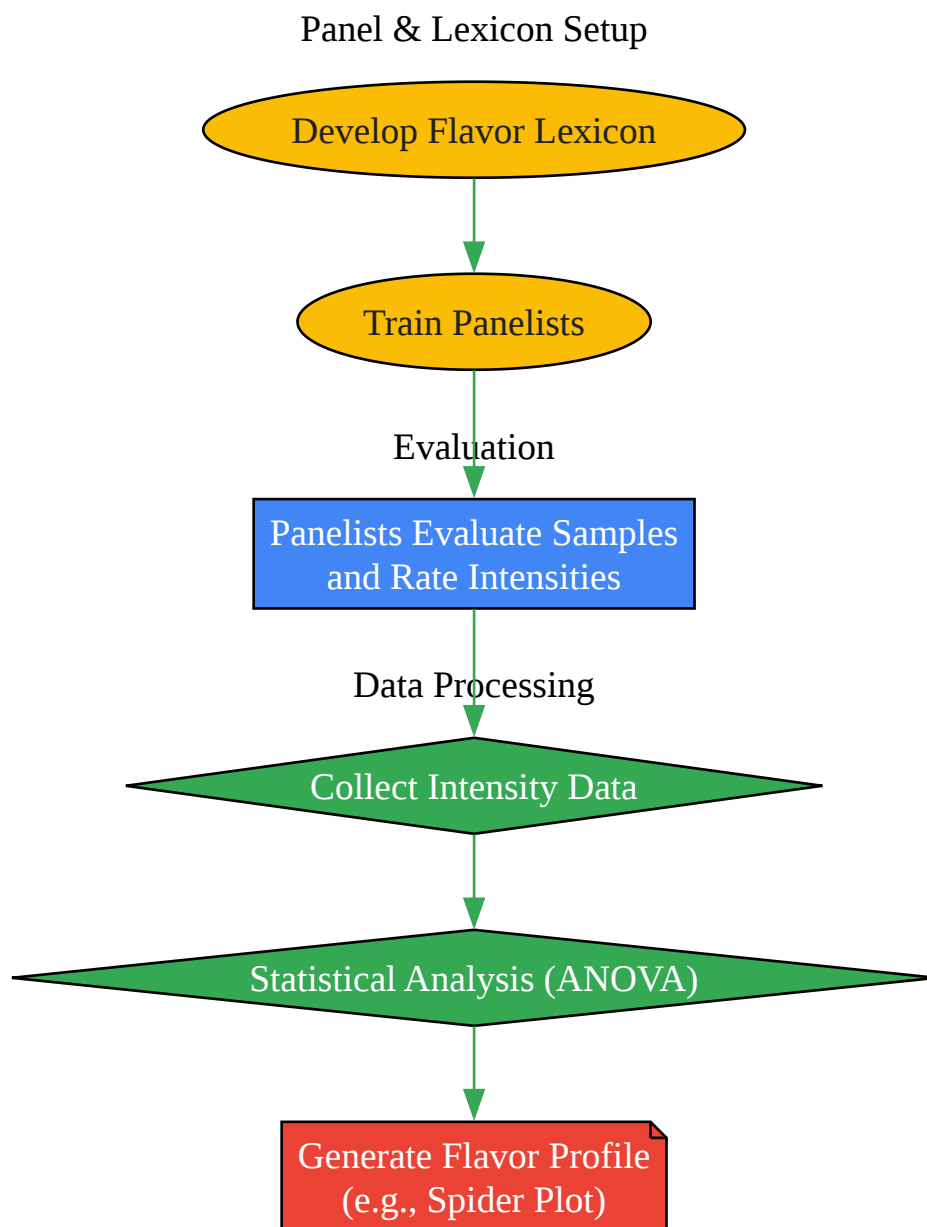 Panel & Lexicon Setup
Develop Flavor Lexicon
Train Panelists
Evaluation
Panelists Evaluate Samples
and Rate Intensities
Data Processing
Collect Intensity Data
Statistical Analysis (ANOVA)
Generate Flavor Profile
(e.g., Spider Plot)